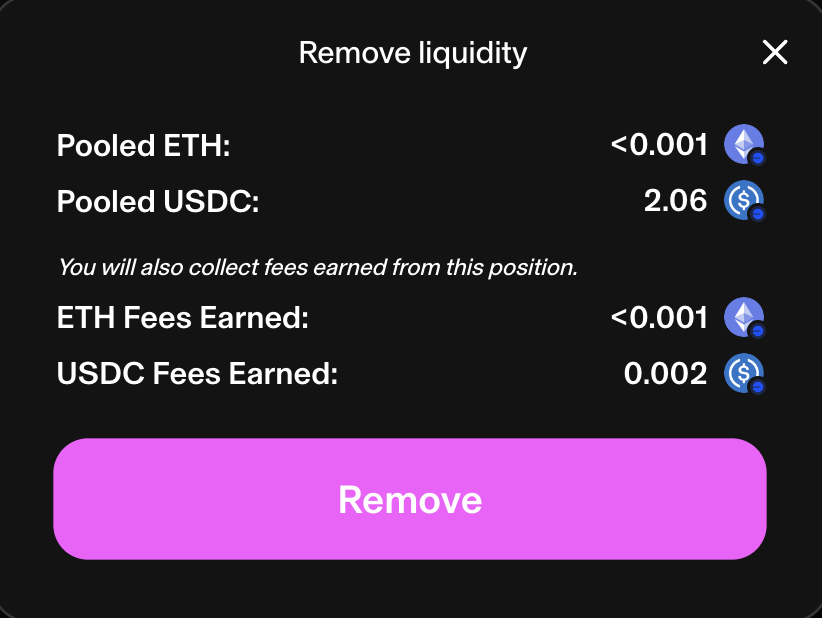 Remove liquidity
Pooled ETH: <0.001
Pooled USDC: 2.06
You will also collect fees earned from this position.
ETH Fees Earned: <0.001
USDC Fees Earned: 0.002
Remove